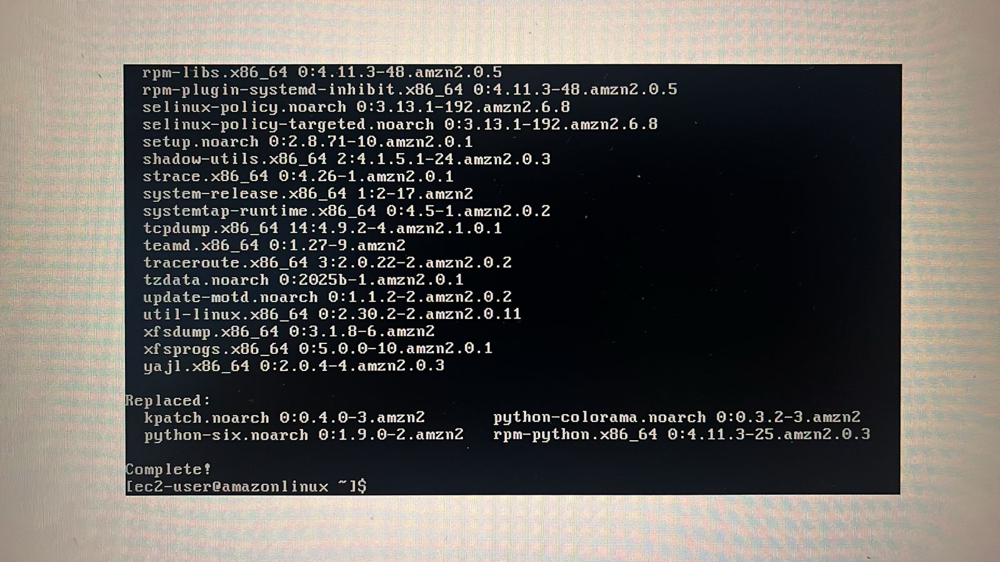 rpm-libs.x86_64 0:4.11.3-48.amzn2.0.5
rpm-plugin-systemd-inhibit.x86_64 0:4.11.3-48.amzn2.0.5
selinux-policy.noarch 0:3.13.1-192.amzn2.6.8
selinux-policy-targeted.noarch 0:3.13.1-192.amzn2.6.8
setup.noarch 0:2.8.71-10.amzn2.0.1
shadow-utils.x86_64 2:4.1.5.1-24.amzn2.0.3
strace.x86_64 0:4.26-1.amzn2.0.1
system-release.x86_64 1:2-17.amzn2
systemtap-runtime.x86_64 0:4.5-1.amzn2.0.2
tcpdump.x86_64 14:4.9.2-4.amzn2.1.0.1
teamd.x86_64 0:1.27-9.amzn2
traceroute.x86_64 3:2.0.22-2.amzn2.0.2
tzdata.noarch 0:2025b-1.amzn2.0.1
update-motd.noarch 0:1.1.2-2.amzn2.0.2
util-linux.x86_64 0:2.30.2-2.amzn2.0.11
xfsdump.x86_64 0:3.1.8-6.amzn2
xfsprogs.x86_64 0:5.0.0-10.amzn2.0.1
yajl.x86_64 0:2.0.4-4.amzn2.0.3
Replaced:
kpatch.noarch 0:0.4.0-3.amzn2 python-colorama.noarch 0:0.3.2-3.amzn2
python-six.noarch 0:1.9.0-2.amzn2 rpm-python.x86_64 0:4.11.3-25.amzn2.0.3
Complete!
[ec2-user@amazonlinux ~]$